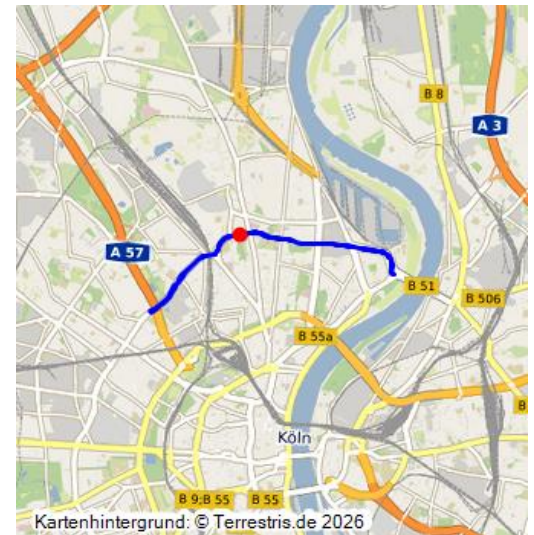 B 8
A 3
A 57
B 51
B 506
B 55a
Köln
B
B 9;B 55
B 55
Kartenhintergrund: © Terrestris.de 2026